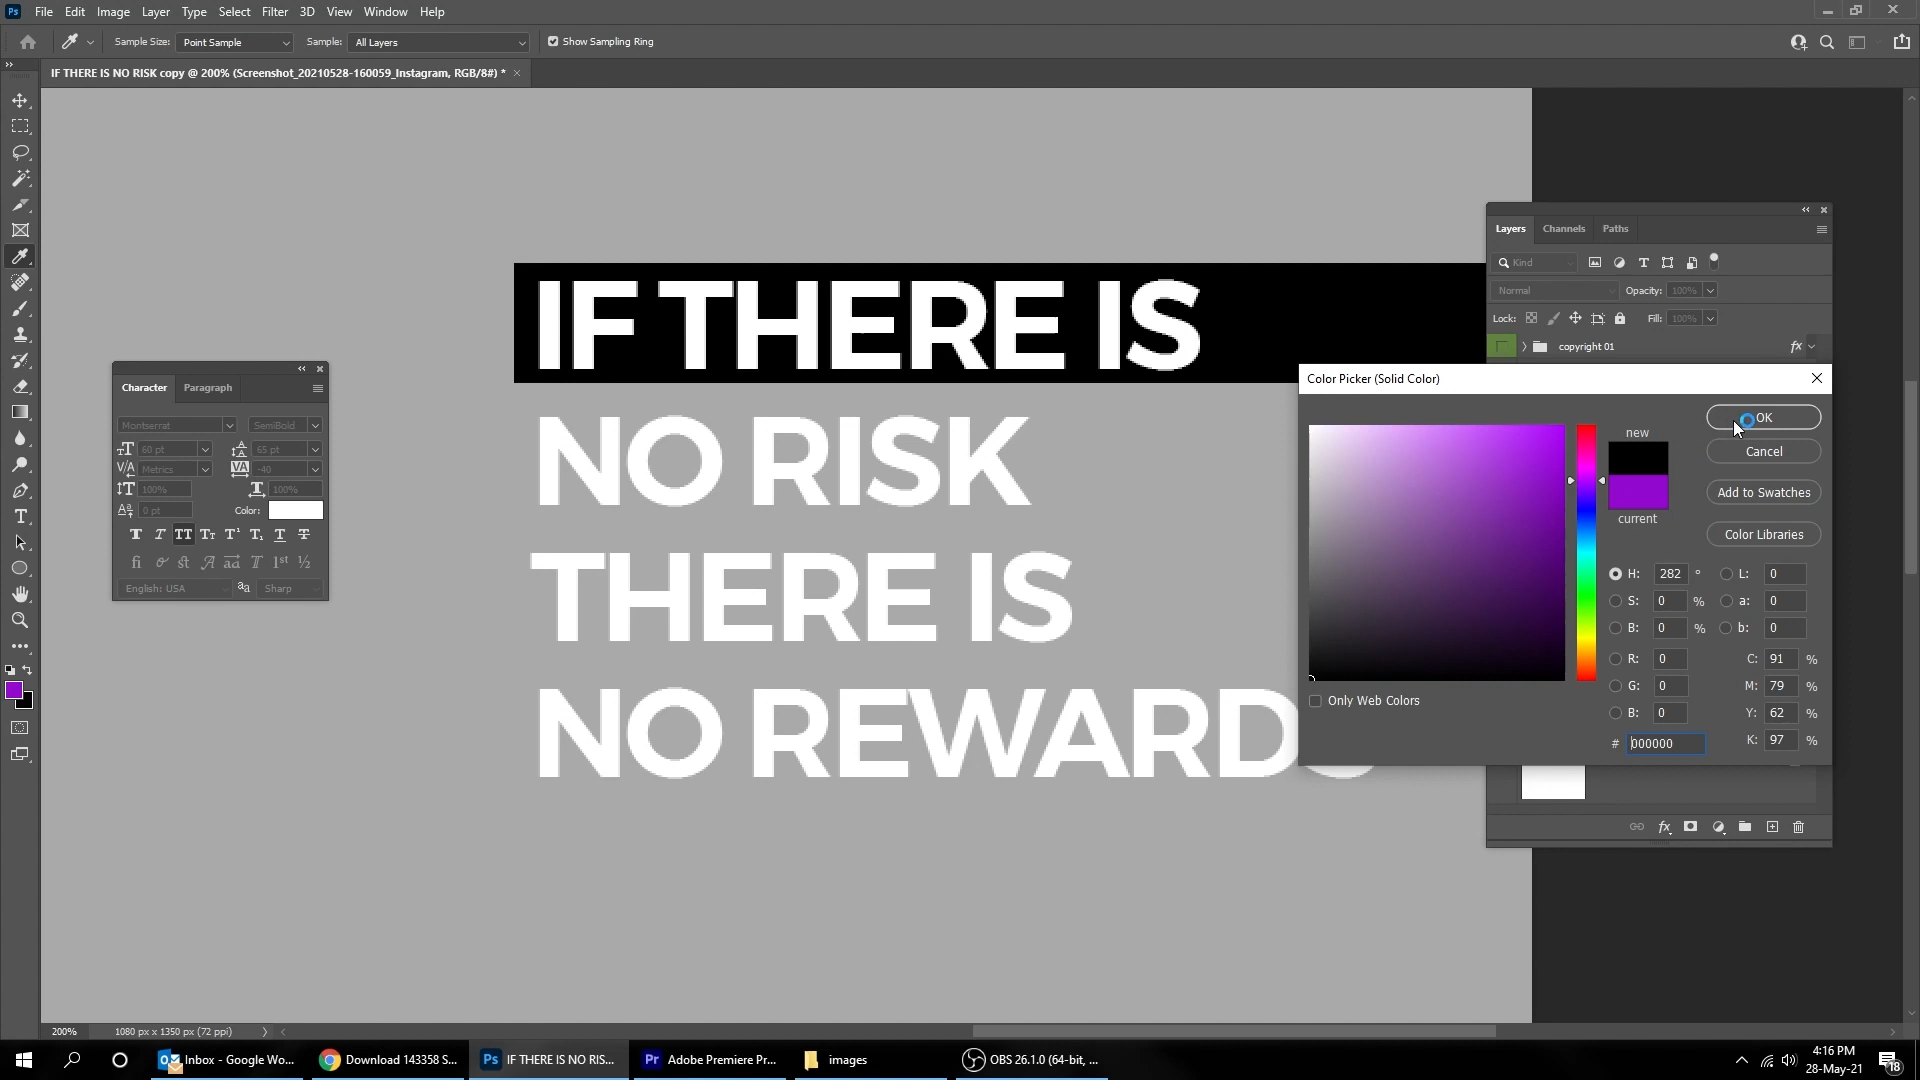 Ps File Edit Image Layer Type Select Filter 3D View Window Help
Sample Size: Point Sample Sample: All Layers Show Sampling Ring
IF THERE IS NO RISK copy @ 200% (Screenshot_20210528-160059_Instagram, RGB/8#) * ×
IF THERE IS
NO RISK
THERE IS
NO REWARD
Character Paragraph
Montserrat SemiBold
60 pt 65 pt
Metrics -40
100% 100%
0 pt Color:
English: USA Sharp
Layers Channels Paths
Kind
Normal Opacity: 100%
Lock: Fill: 100%
copyright 01 fx
Color Picker (Solid Color)
new
current
OK
Cancel
Add to Swatches
Color Libraries
H: 282 ° L: 0
S: 0 % a: 0
B: 0 % b: 0
R: 0 C: 91 %
G: 0 M: 79 %
B: 0 Y: 62 %
# 000000 K: 97 %
Only Web Colors
fx
200% 1080 px x 1350 px (72 ppi)
Inbox - Google Wo...
Download 143358 S...
Ps IF THERE IS NO RIS...
Pr Adobe Premiere Pr...
images
OBS 26.1.0 (64-bit, ...
4:16 PM
28-May-21
18